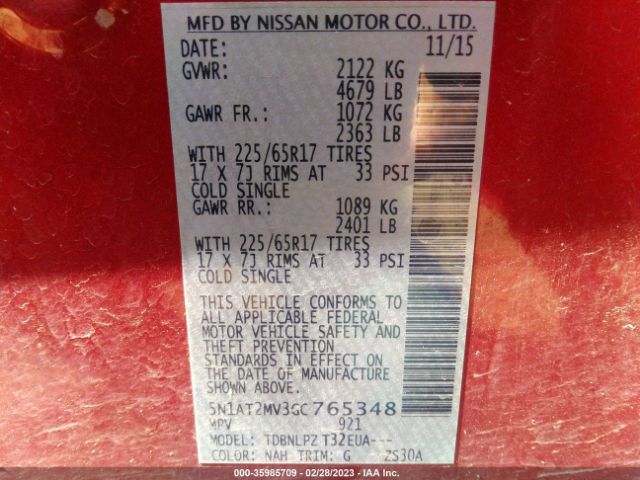 MFD BY NISSAN MOTOR CO., LTD.
DATE: 11/15
GVWR: 2122 KG
4679 LB
GAWR FR.: 1072 KG
2363 LB
WITH 225/65R17 TIRES
17 X 7J RIMS AT 33 PSI
COLD SINGLE
GAWR RR.: 1089 KG
2401 LB
WITH 225/65R17 TIRES
17 X 7J RIMS AT 33 PSI
COLD SINGLE
THIS VEHICLE CONFORMS TO
ALL APPLICABLE FEDERAL
MOTOR VEHICLE SAFETY AND
THEFT PREVENTION
STANDARDS IN EFFECT ON
THE DATE OF MANUFACTURE
SHOWN ABOVE.
5N1AT2MV3GC765348
MPV 921
MODEL: TDBNLPZ T32EUA---
COLOR: NAH TRIM: G ZS30A
000-35985709 - 02/28/2023 - IAA Inc.